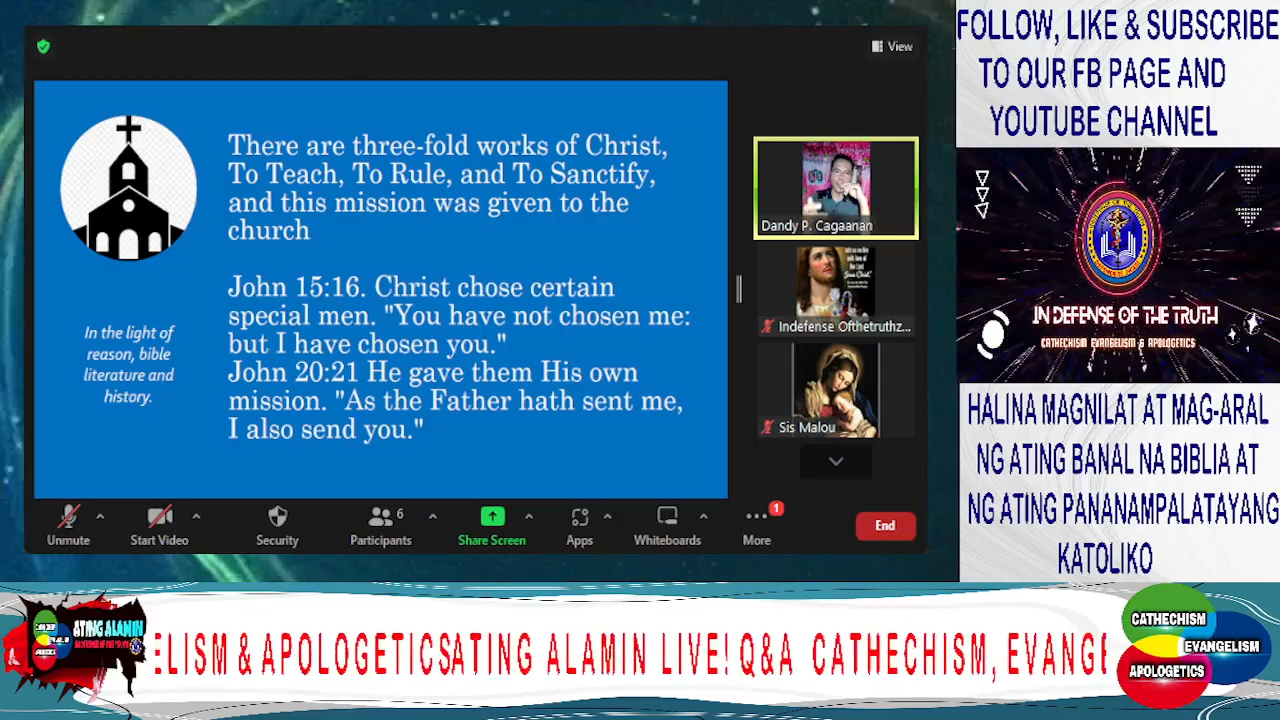 View
There are three-fold works of Christ,
To Teach, To Rule, and To Sanctify,
and this mission was given to the
church
John 15:16. Christ chose certain
special men. "You have not chosen me:
but I have chosen you."
John 20:21 He gave them His own
mission. "As the Father hath sent me,
I also send you."
In the light of
reason, bible
literature and
history.
Dandy P. Cagaanan
Indefense Ofthetruthz...
Sis Malou
Unmute
Start Video
Security
6
Participants
Share Screen
Apps
Whiteboards
1
More
End
FOLLOW, LIKE & SUBSCRIBE
TO OUR FB PAGE AND
YOUTUBE CHANNEL
IN DEFENSE OF THE TRUTH
CATHECHISM EVANGELISM & APOLOGETICS
HALINA MAGNILAT AT MAG-ARAL
NG ATING BANAL NA BIBLIA AT
NG ATING PANANAMPALATAYANG
KATOLIKO
ATING ALAMIN
ELISM & APOLOGETICSATING ALAMIN LIVE! Q&A CATHECHISM, EVANGE
CATHECHISM
EVANGELISM
APOLOGETICS